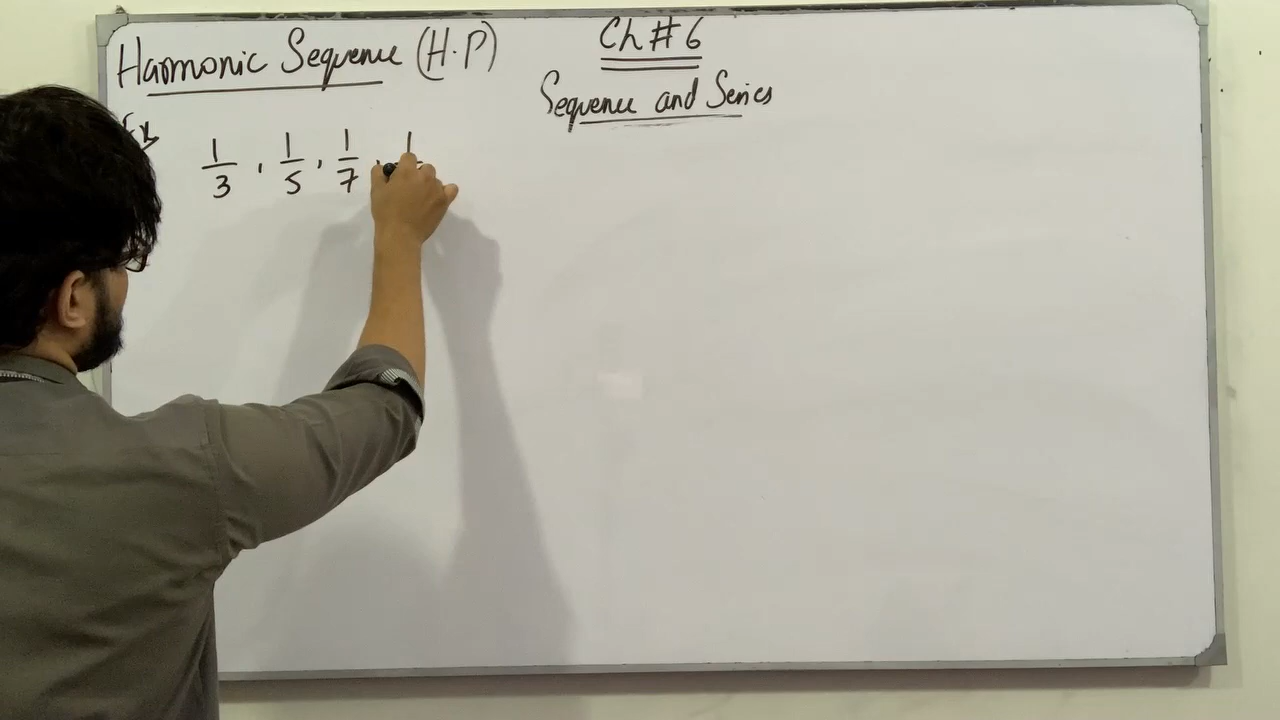 Harmonic Sequence (H.P)
Ch # 6
Sequence and Series
Ex
1/3 , 1/5 , 1/7 , 1